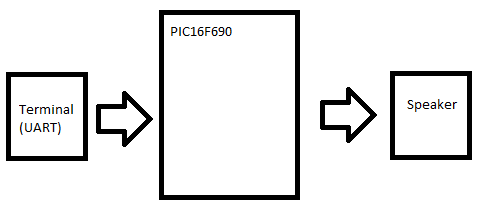 PIC16F690
Terminal
(UART)
Speaker